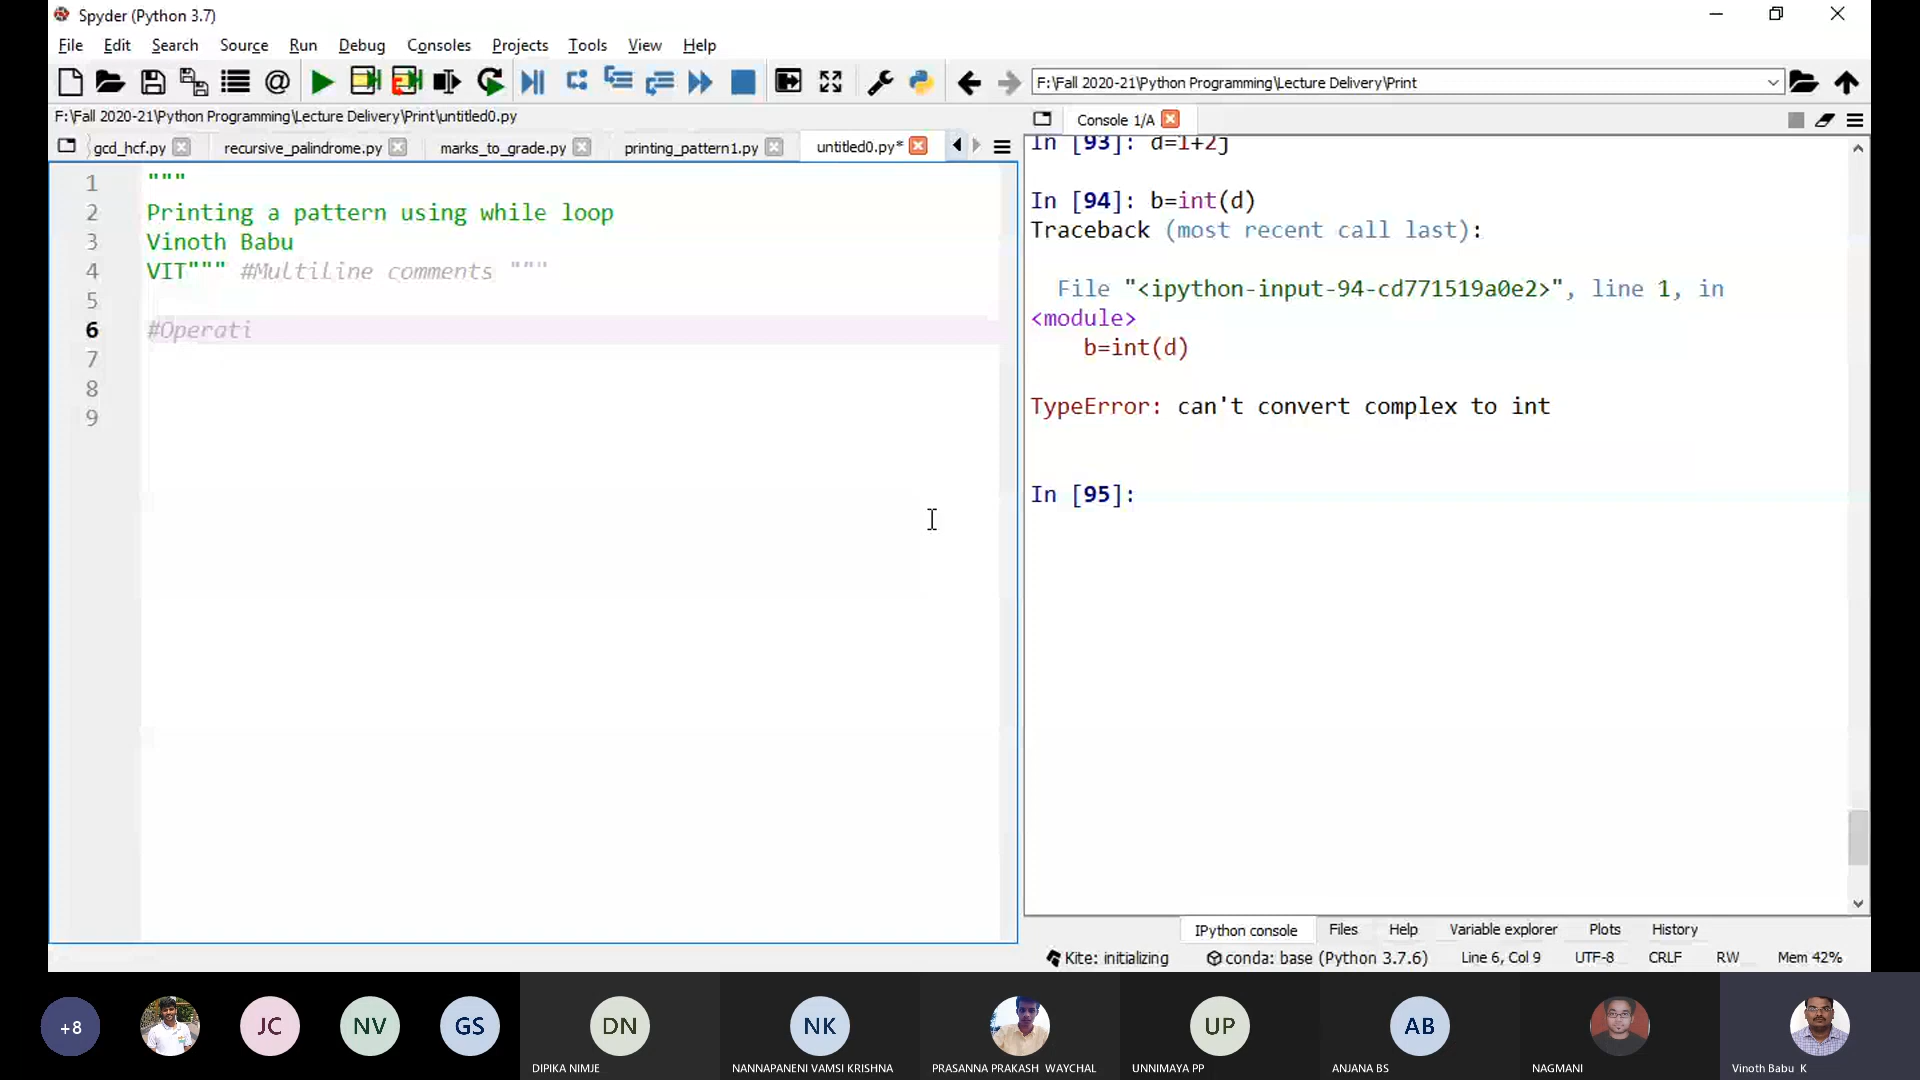 Spyder (Python 3.7)
File Edit Search Source Run Debug Consoles Projects Tools View Help
F:\Fall 2020-21\Python Programming\Lecture Delivery\Print
F:\Fall 2020-21\Python Programming\Lecture Delivery\Print\untitled0.py
gcd_hcf.py recursive_palindrome.py marks_to_grade.py printing_pattern1.py untitled0.py*
1 """
2 Printing a pattern using while loop
3 Vinoth Babu
4 VIT""" #Multiline comments """
5
6 #Operati
7
8
9
Console 1/A
In [93]: d=1+2j
In [94]: b=int(d)
Traceback (most recent call last):
File "<ipython-input-94-cd771519a0e2>", line 1, in
<module>
b=int(d)
TypeError: can't convert complex to int
In [95]:
IPython console Files Help Variable explorer Plots History
Kite: initializing conda: base (Python 3.7.6) Line 6, Col 9 UTF-8 CRLF RW Mem 42%
+8 JC NV GS DN NK UP AB
DIPIKA NIMJE NANNAPANENI VAMSI KRISHNA PRASANNA PRAKASH WAYCHAL UNNIMAYA PP ANJANA BS NAGMANI Vinoth Babu K